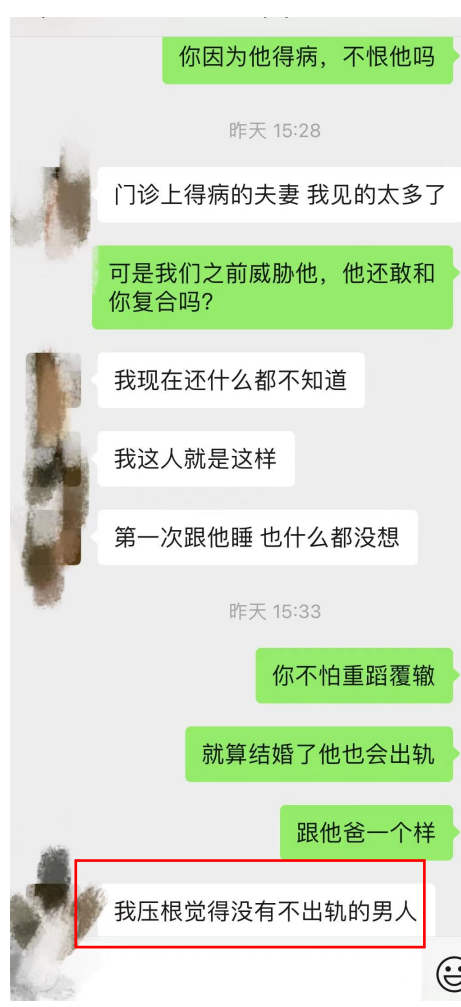 你因为他得病，不恨他吗
昨天 15:28
门诊上得病的夫妻 我见的太多了
可是我们之前威胁他，他还敢和
你复合吗？
我现在还什么都不知道
我这人就是这样
第一次跟他睡 也什么都没想
昨天 15:33
你不怕重蹈覆辙
就算结婚了他也会出轨
跟他爸一个样
我压根觉得没有不出轨的男人